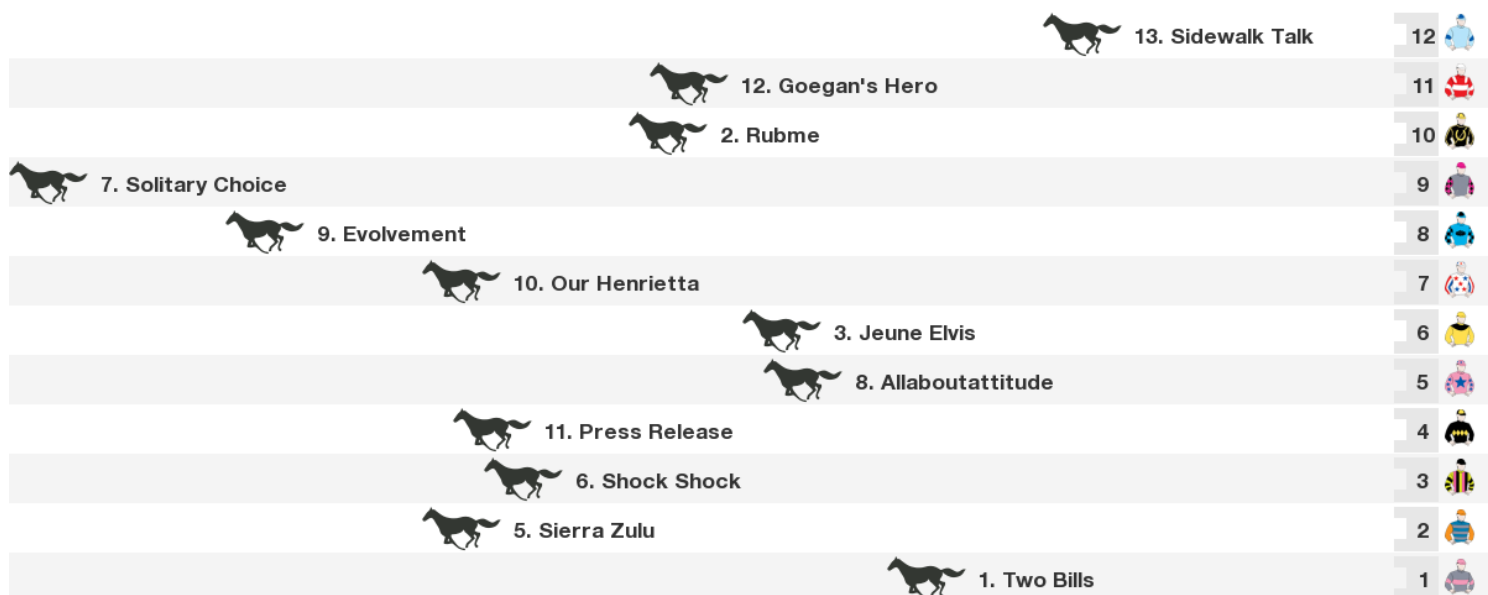 13. Sidewalk Talk 12
12. Goegan's Hero 11
2. Rubme 10
7. Solitary Choice 9
9. Evolvement 8
10. Our Henrietta 7
3. Jeune Elvis 6
8. Allaboutattitude 5
11. Press Release 4
6. Shock Shock 3
5. Sierra Zulu 2
1. Two Bills 1